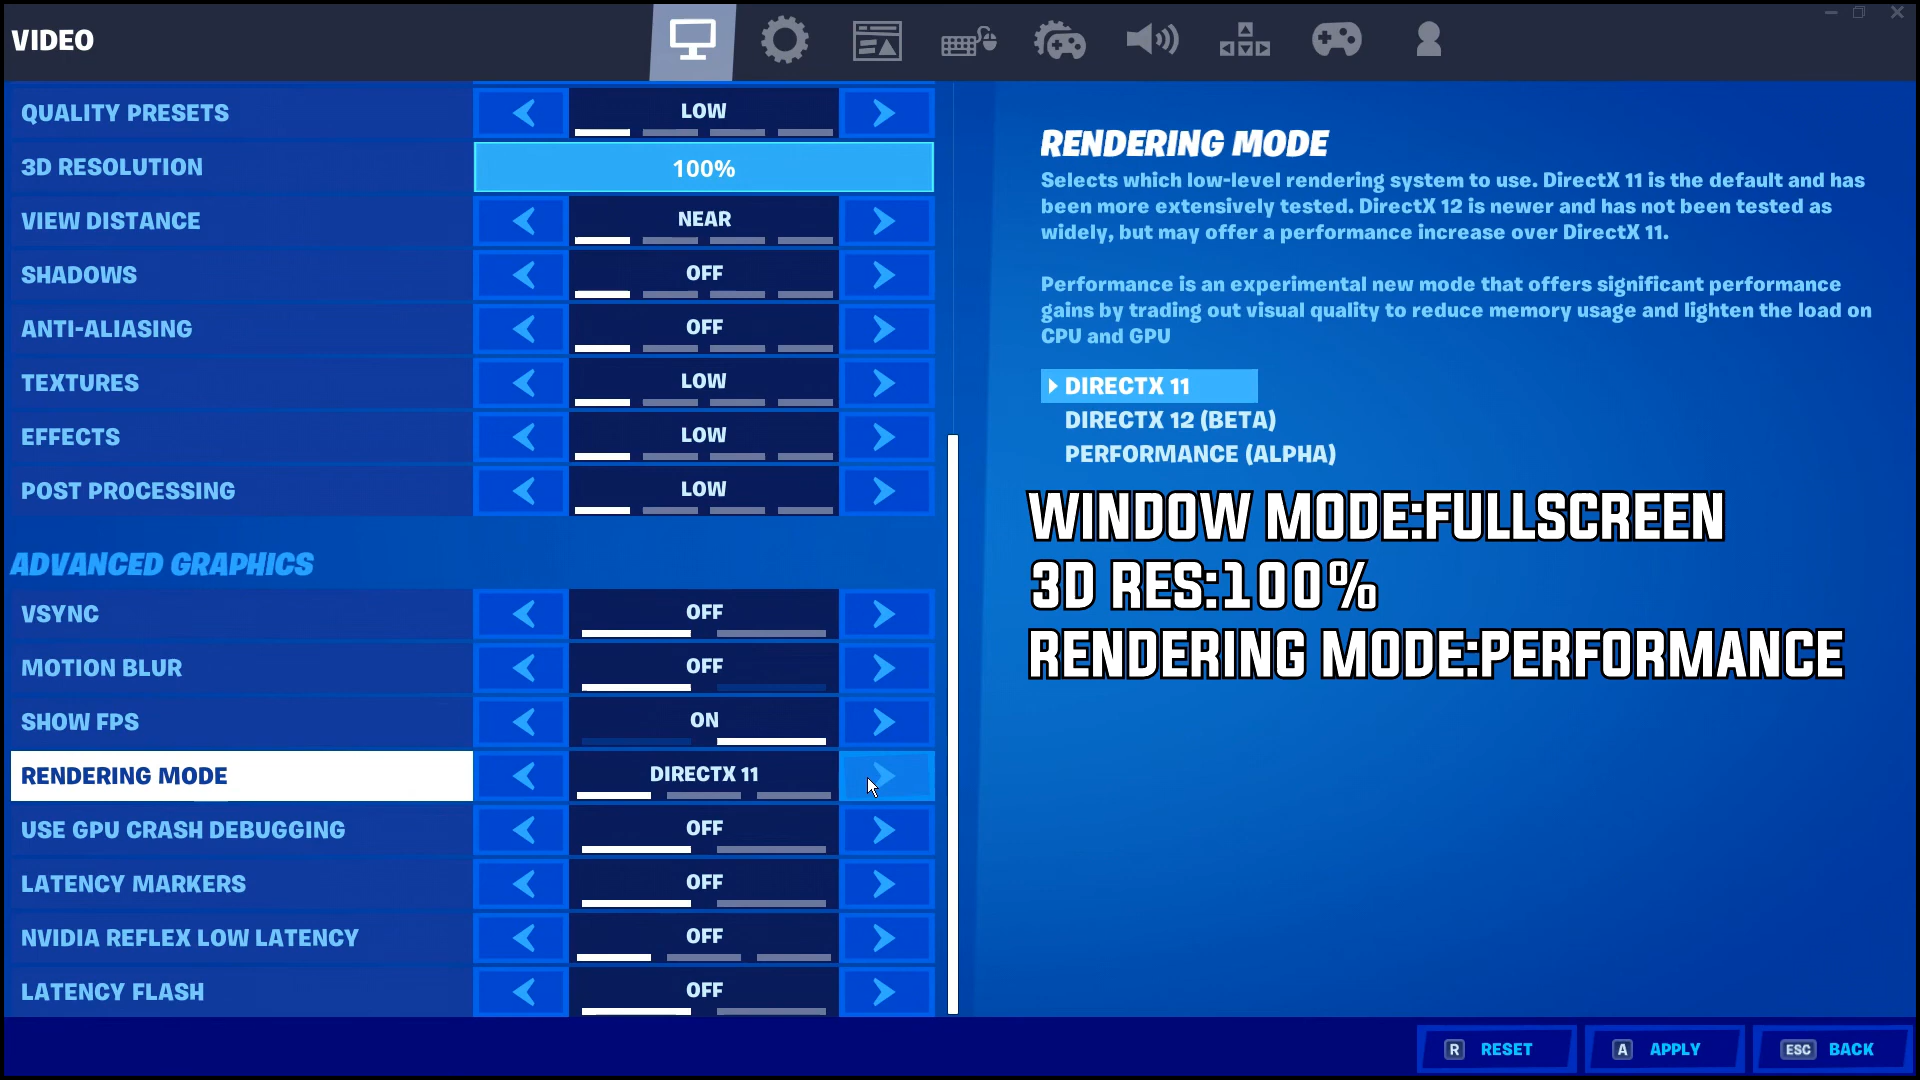 VIDEO
QUALITY PRESETS
LOW
3D RESOLUTION
100%
VIEW DISTANCE
NEAR
SHADOWS
OFF
ANTI-ALIASING
OFF
TEXTURES
LOW
EFFECTS
LOW
POST PROCESSING
LOW
ADVANCED GRAPHICS
VSYNC
OFF
MOTION BLUR
OFF
SHOW FPS
ON
RENDERING MODE
DIRECTX 11
USE GPU CRASH DEBUGGING
OFF
LATENCY MARKERS
OFF
NVIDIA REFLEX LOW LATENCY
OFF
LATENCY FLASH
OFF
RENDERING MODE
Selects which low-level rendering system to use. DirectX 11 is the default and has
been more extensively tested. DirectX 12 is newer and has not been tested as
widely, but may offer a performance increase over DirectX 11.
Performance is an experimental new mode that offers significant performance
gains by trading out visual quality to reduce memory usage and lighten the load on
CPU and GPU
DIRECTX 11
DIRECTX 12 (BETA)
PERFORMANCE (ALPHA)
WINDOW MODE:FULLSCREEN
3D RES:100%
RENDERING MODE:PERFORMANCE
R RESET
A APPLY
ESC BACK